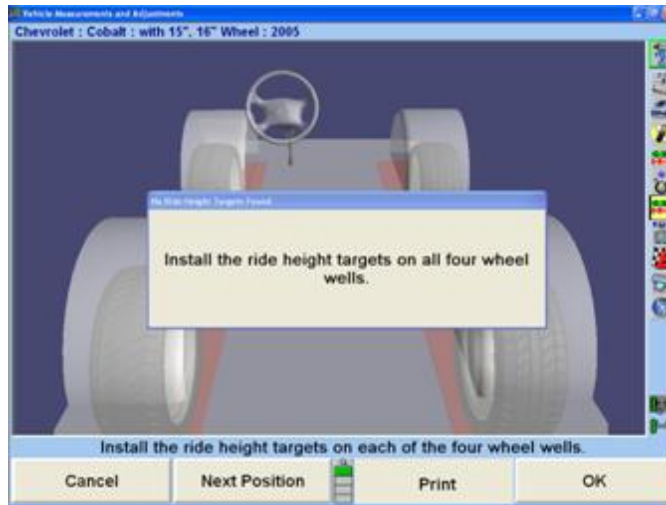 Vehicle Measurements and Adjustments
Chevrolet : Cobalt : with 15", 16" Wheel : 2005
No Ride Height Targets Found
Install the ride height targets on all four wheel
wells.
Install the ride height targets on each of the four wheel wells.
Cancel
Next Position
Print
OK